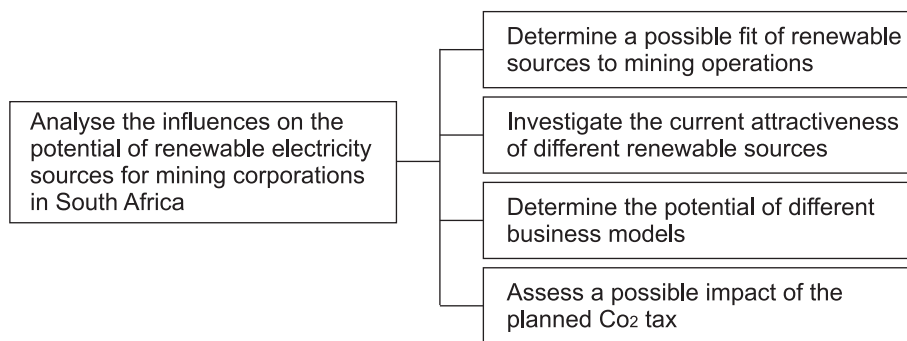 Analyse the influences on the
potential of renewable electricity
sources for mining corporations
in South Africa
Determine a possible fit of renewable
sources to mining operations
Investigate the current attractiveness
of different renewable sources
Determine the potential of different
business models
Assess a possible impact of the
planned Co₂ tax